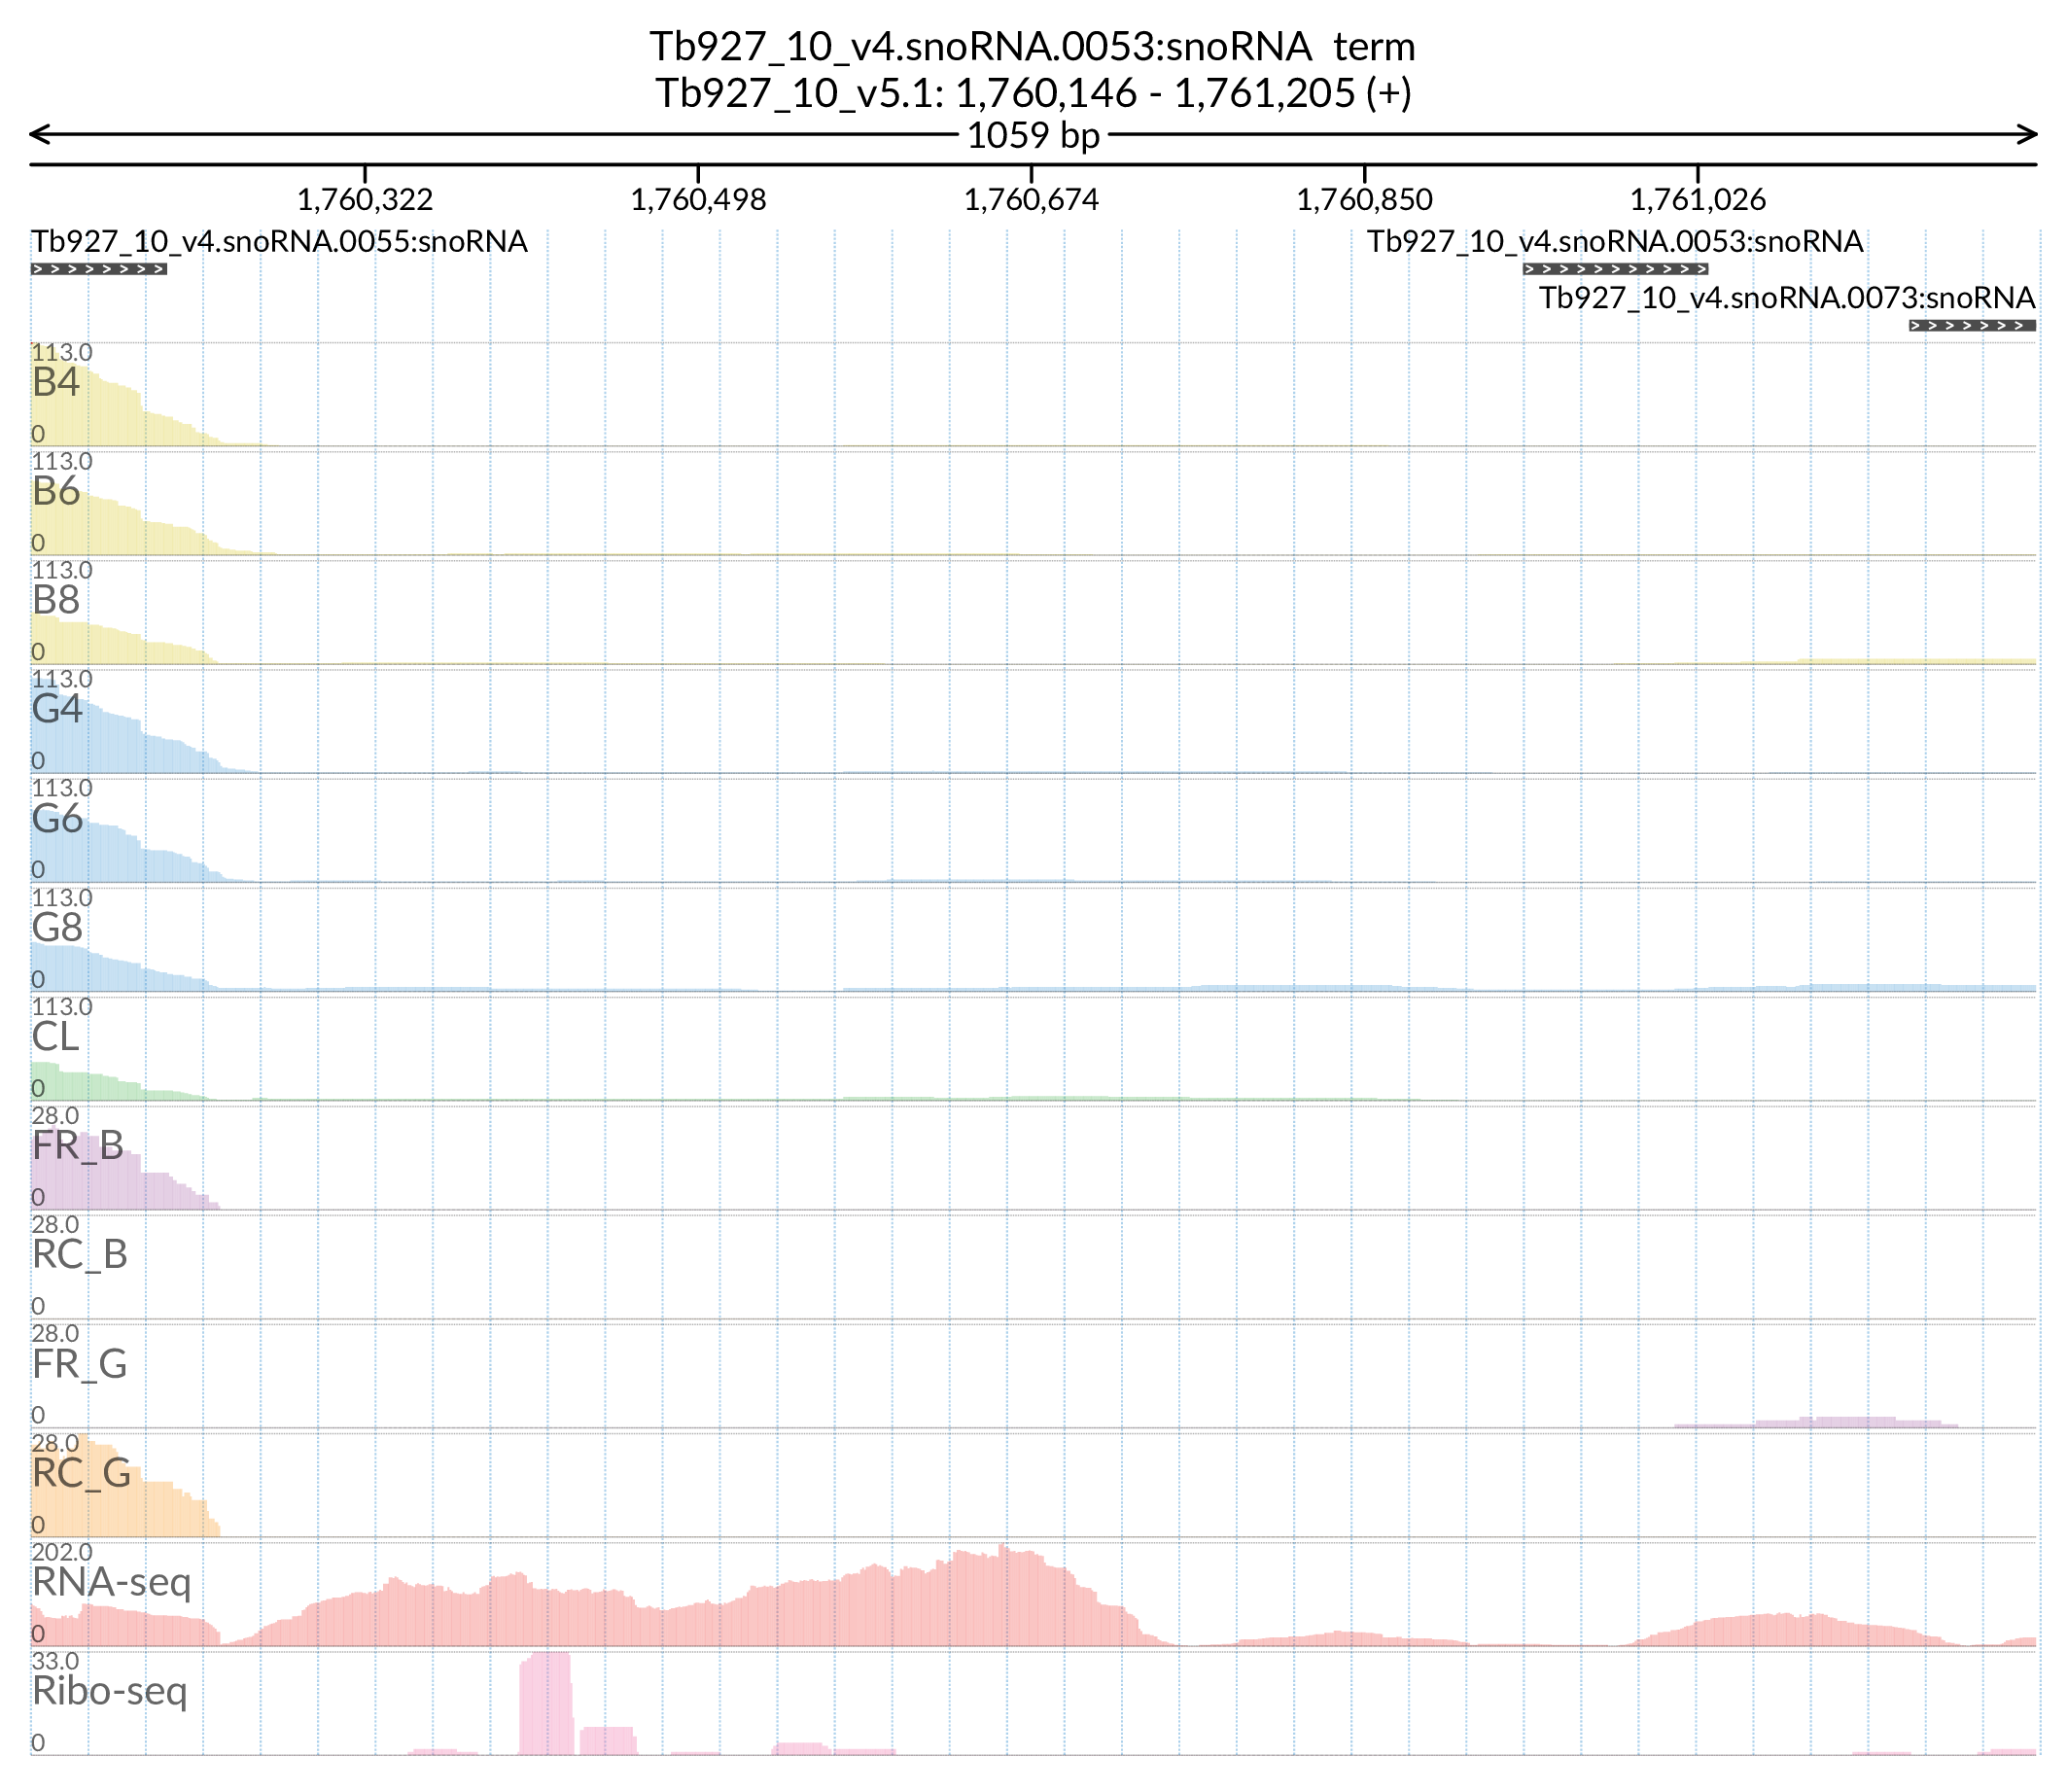 Tb927_10_v4.snoRNA.0053:snoRNA term
Tb927_10_v5.1: 1,760,146 - 1,761,205 (+)
1059 bp
1,760,322 1,760,498 1,760,674 1,760,850 1,761,026
Tb927_10_v4.snoRNA.0055:snoRNA Tb927_10_v4.snoRNA.0053:snoRNA
Tb927_10_v4.snoRNA.0073:snoRNA
113.0
B4
0
113.0
B6
0
113.0
B8
0
113.0
G4
0
113.0
G6
0
113.0
G8
0
113.0
CL
0
28.0
FR_B
0
28.0
RC_B
0
28.0
FR_G
0
28.0
RC_G
0
202.0
RNA-seq
0
33.0
Ribo-seq
0